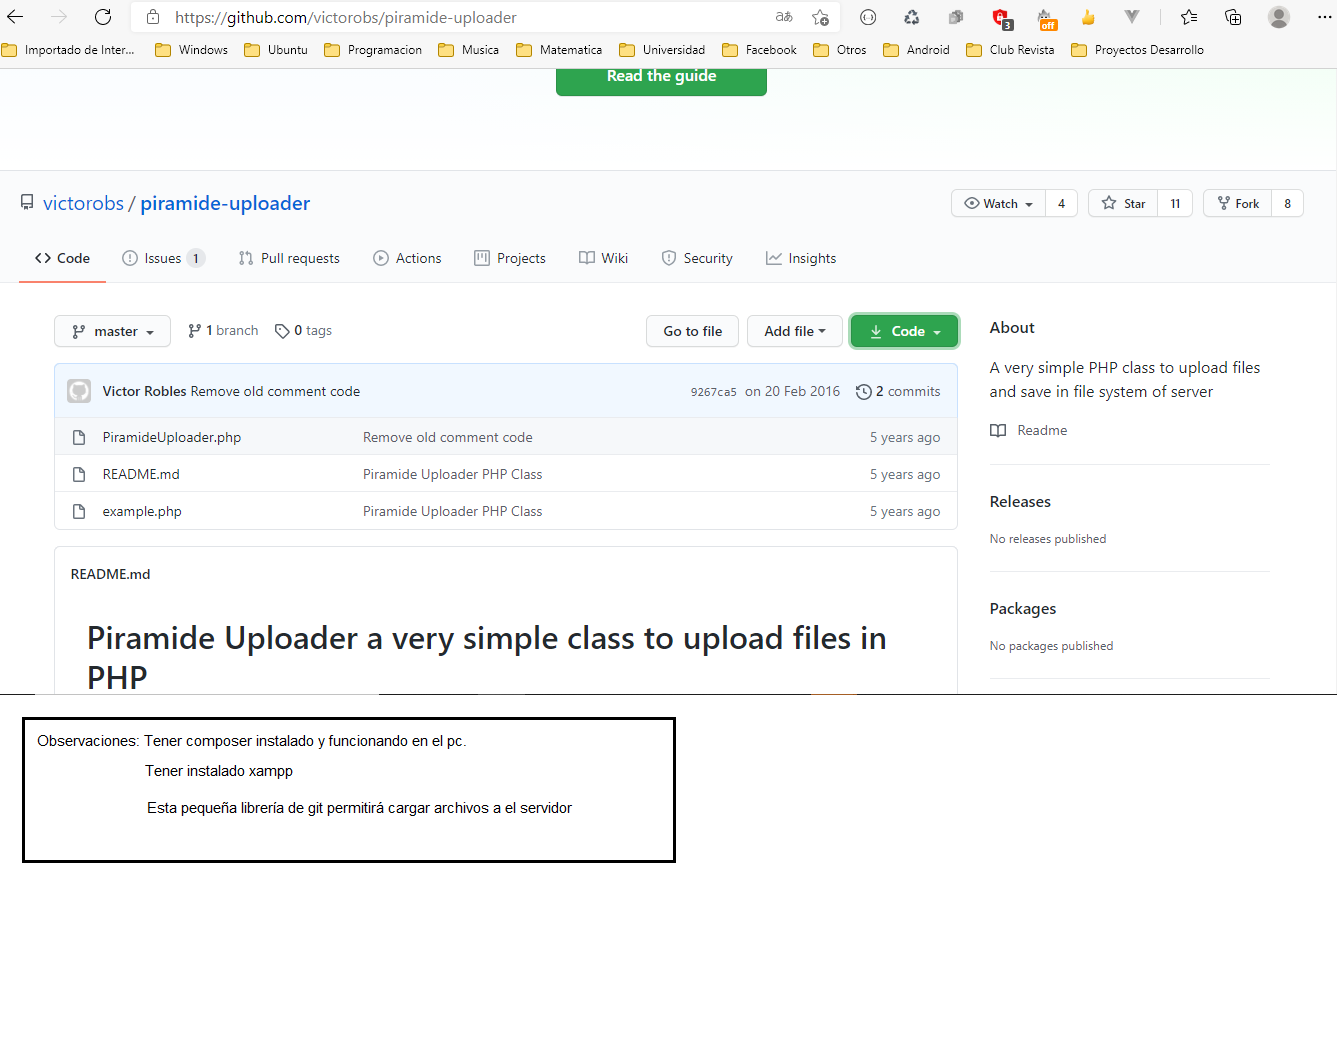 https://github.com/victorobs/piramide-uploader
3
off
Importado de Inter... Windows Ubuntu Programacion Musica Matematica Universidad Facebook Otros Android Club Revista Proyectos Desarrollo
Read the guide
victorobs / piramide-uploader
Watch 4 Star 11 Fork 8
Code Issues 1 Pull requests Actions Projects Wiki Security Insights
master 1 branch 0 tags Go to file Add file Code
Victor Robles Remove old comment code 9267ca5 on 20 Feb 2016 2 commits
PiramideUploader.php Remove old comment code 5 years ago
README.md Piramide Uploader PHP Class 5 years ago
example.php Piramide Uploader PHP Class 5 years ago
README.md
Piramide Uploader a very simple class to upload files in
PHP
About
A very simple PHP class to upload files
and save in file system of server
Readme
Releases
No releases published
Packages
No packages published
Observaciones: Tener composer instalado y funcionando en el pc.
Tener instalado xampp
Esta pequeña librería de git permitirá cargar archivos a el servidor